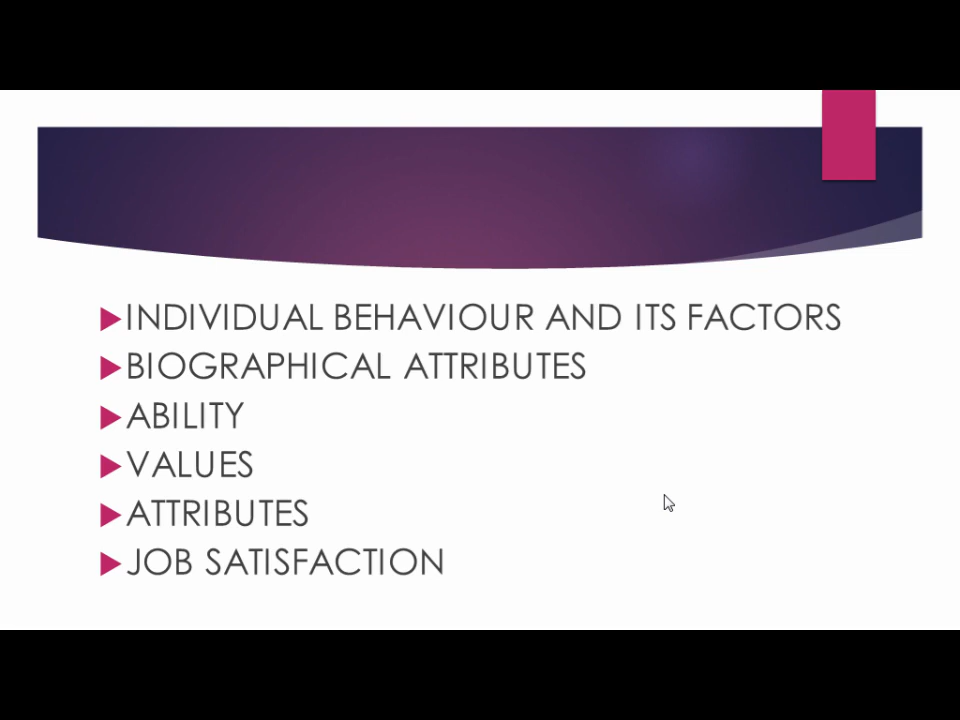 INDIVIDUAL BEHAVIOUR AND ITS FACTORS
BIOGRAPHICAL ATTRIBUTES
ABILITY
VALUES
ATTRIBUTES
JOB SATISFACTION